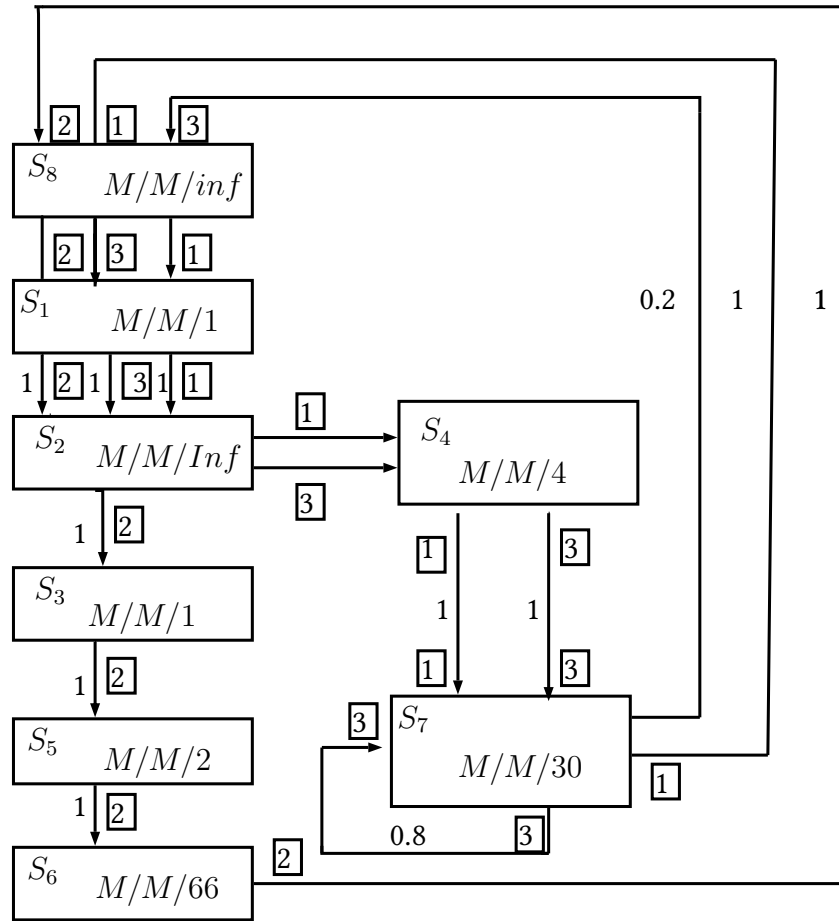 2 1 3
S8 M/M/inf
2 3 1
S1 M/M/1
0.2 1 1
1 2 1 3 1 1
S2 M/M/Inf
1
3
S4 M/M/4
1 2
1 3
S3 M/M/1
1 1
1 2
1 3
S7 M/M/30
3
1
0.8 3
S5 M/M/2
1 2
2
S6 M/M/66